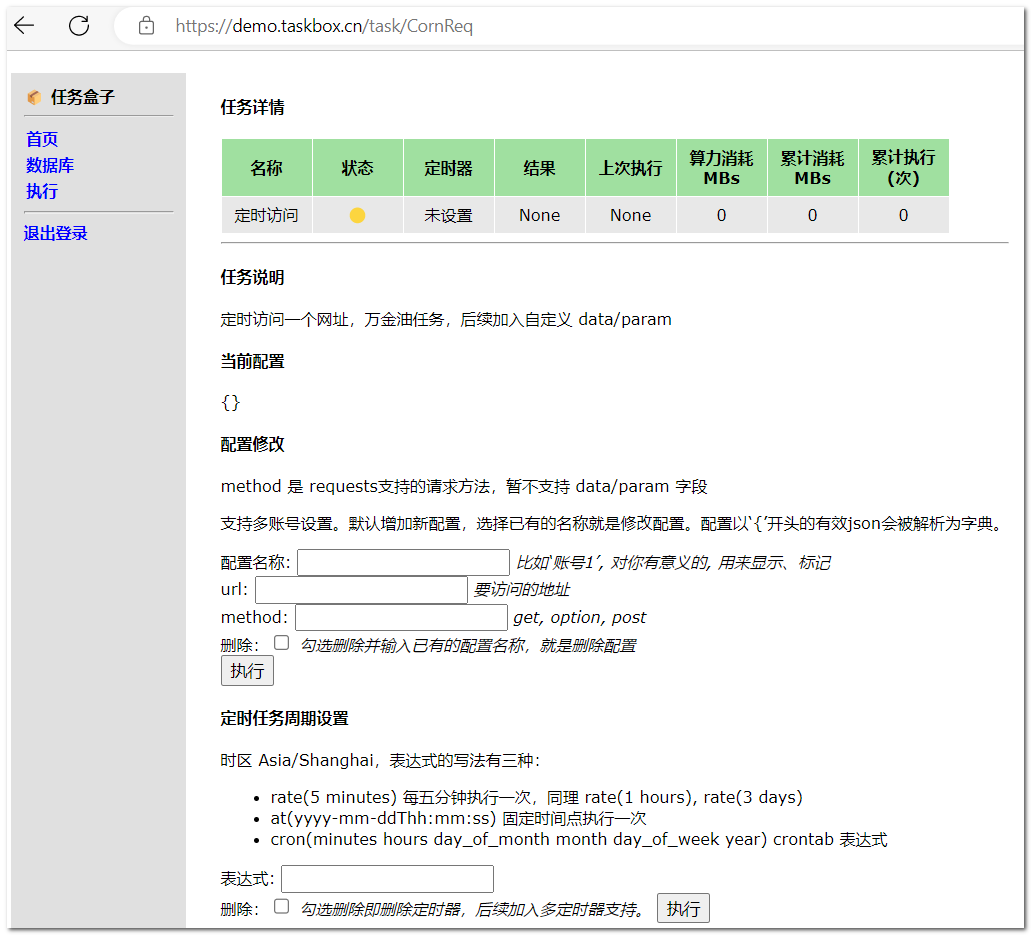 https://demo.taskbox.cn/task/CornReq
任务盒子
首页
数据库
执行
退出登录
任务详情
名称 状态 定时器 结果 上次执行 算力消耗 MBs 累计消耗 MBs 累计执行 (次)
定时访问 未设置 None None 0 0 0
任务说明
定时访问一个网址，万金油任务，后续加入自定义 data/param
当前配置
{}
配置修改
method 是 requests支持的请求方法，暂不支持 data/param 字段
支持多账号设置。默认增加新配置，选择已有的名称就是修改配置。配置以‘{’开头的有效json会被解析为字典。
配置名称: 比如‘账号1’, 对你有意义的, 用来显示、标记
url: 要访问的地址
method: get, option, post
删除: 勾选删除并输入已有的配置名称，就是删除配置
执行
定时任务周期设置
时区 Asia/Shanghai，表达式的写法有三种：
• rate(5 minutes) 每五分钟执行一次，同理 rate(1 hours), rate(3 days)
• at(yyyy-mm-ddThh:mm:ss) 固定时间点执行一次
• cron(minutes hours day_of_month month day_of_week year) crontab 表达式
表达式:
删除: 勾选删除即删除定时器，后续加入多定时器支持。 执行